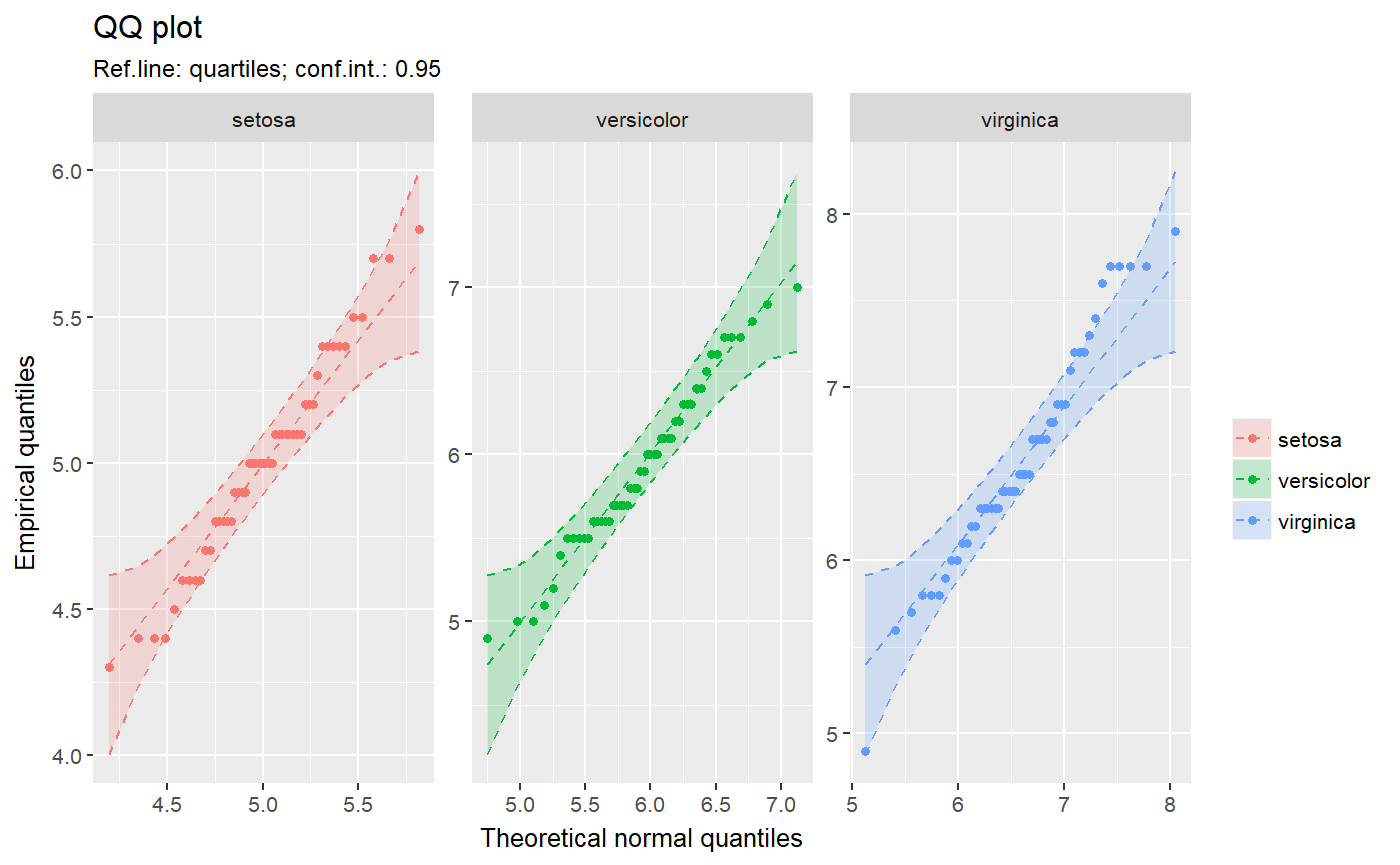 QQ plot
Ref.line: quartiles; conf.int.: 0.95
setosa
versicolor
virginica
Empirical quantiles
6.0
5.5
5.0
4.5
4.0
7
6
5
8
7
6
5
4.5 5.0 5.5
5.0 5.5 6.0 6.5 7.0
5 6 7 8
Theoretical normal quantiles
setosa
versicolor
virginica